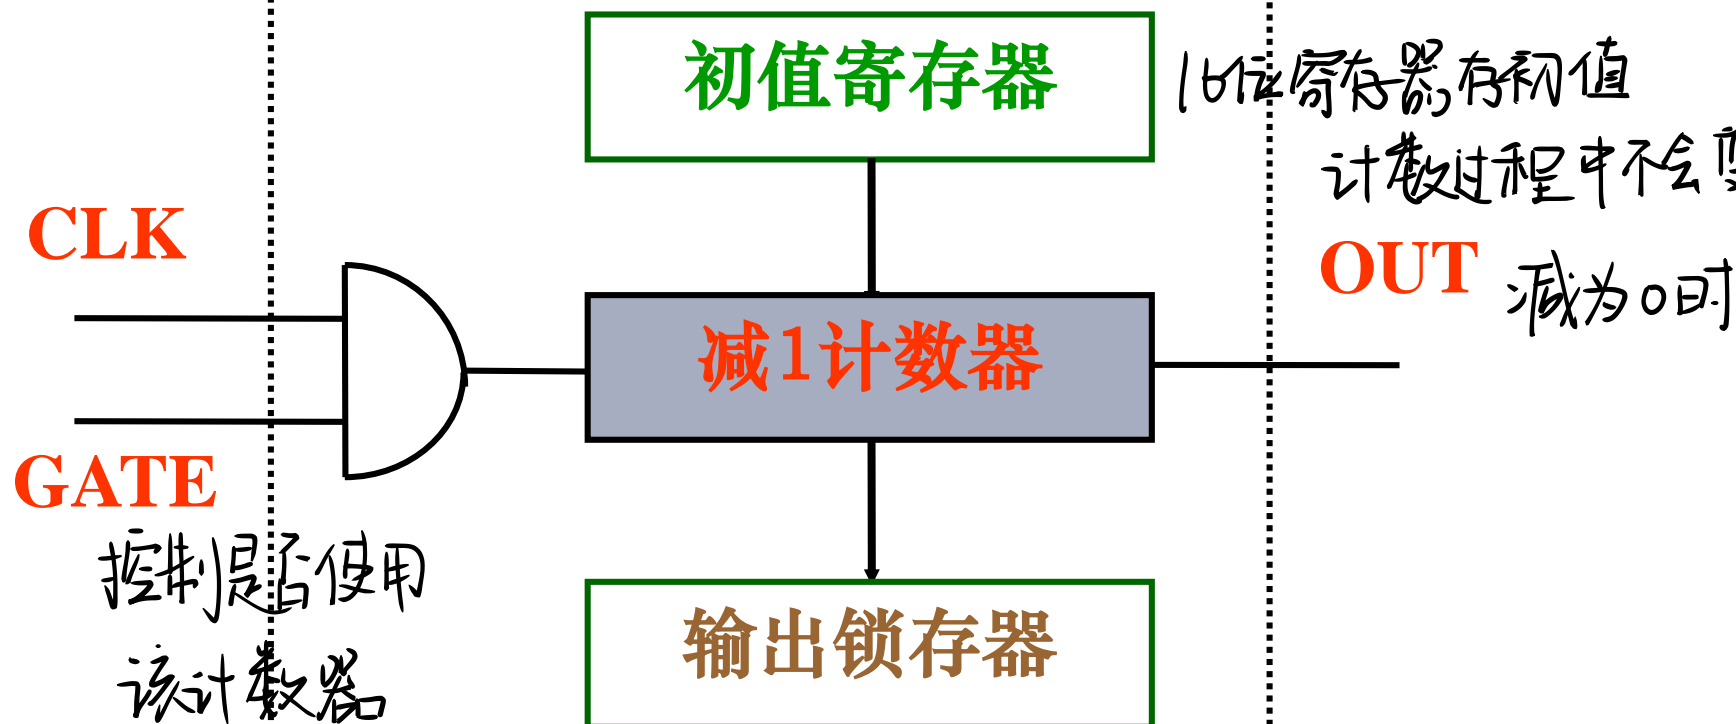 初值寄存器
16位寄存器存初值
计数过程中不会
CLK
OUT
减为0时
减1计数器
GATE
控制是否使用
该计数器
输出锁存器